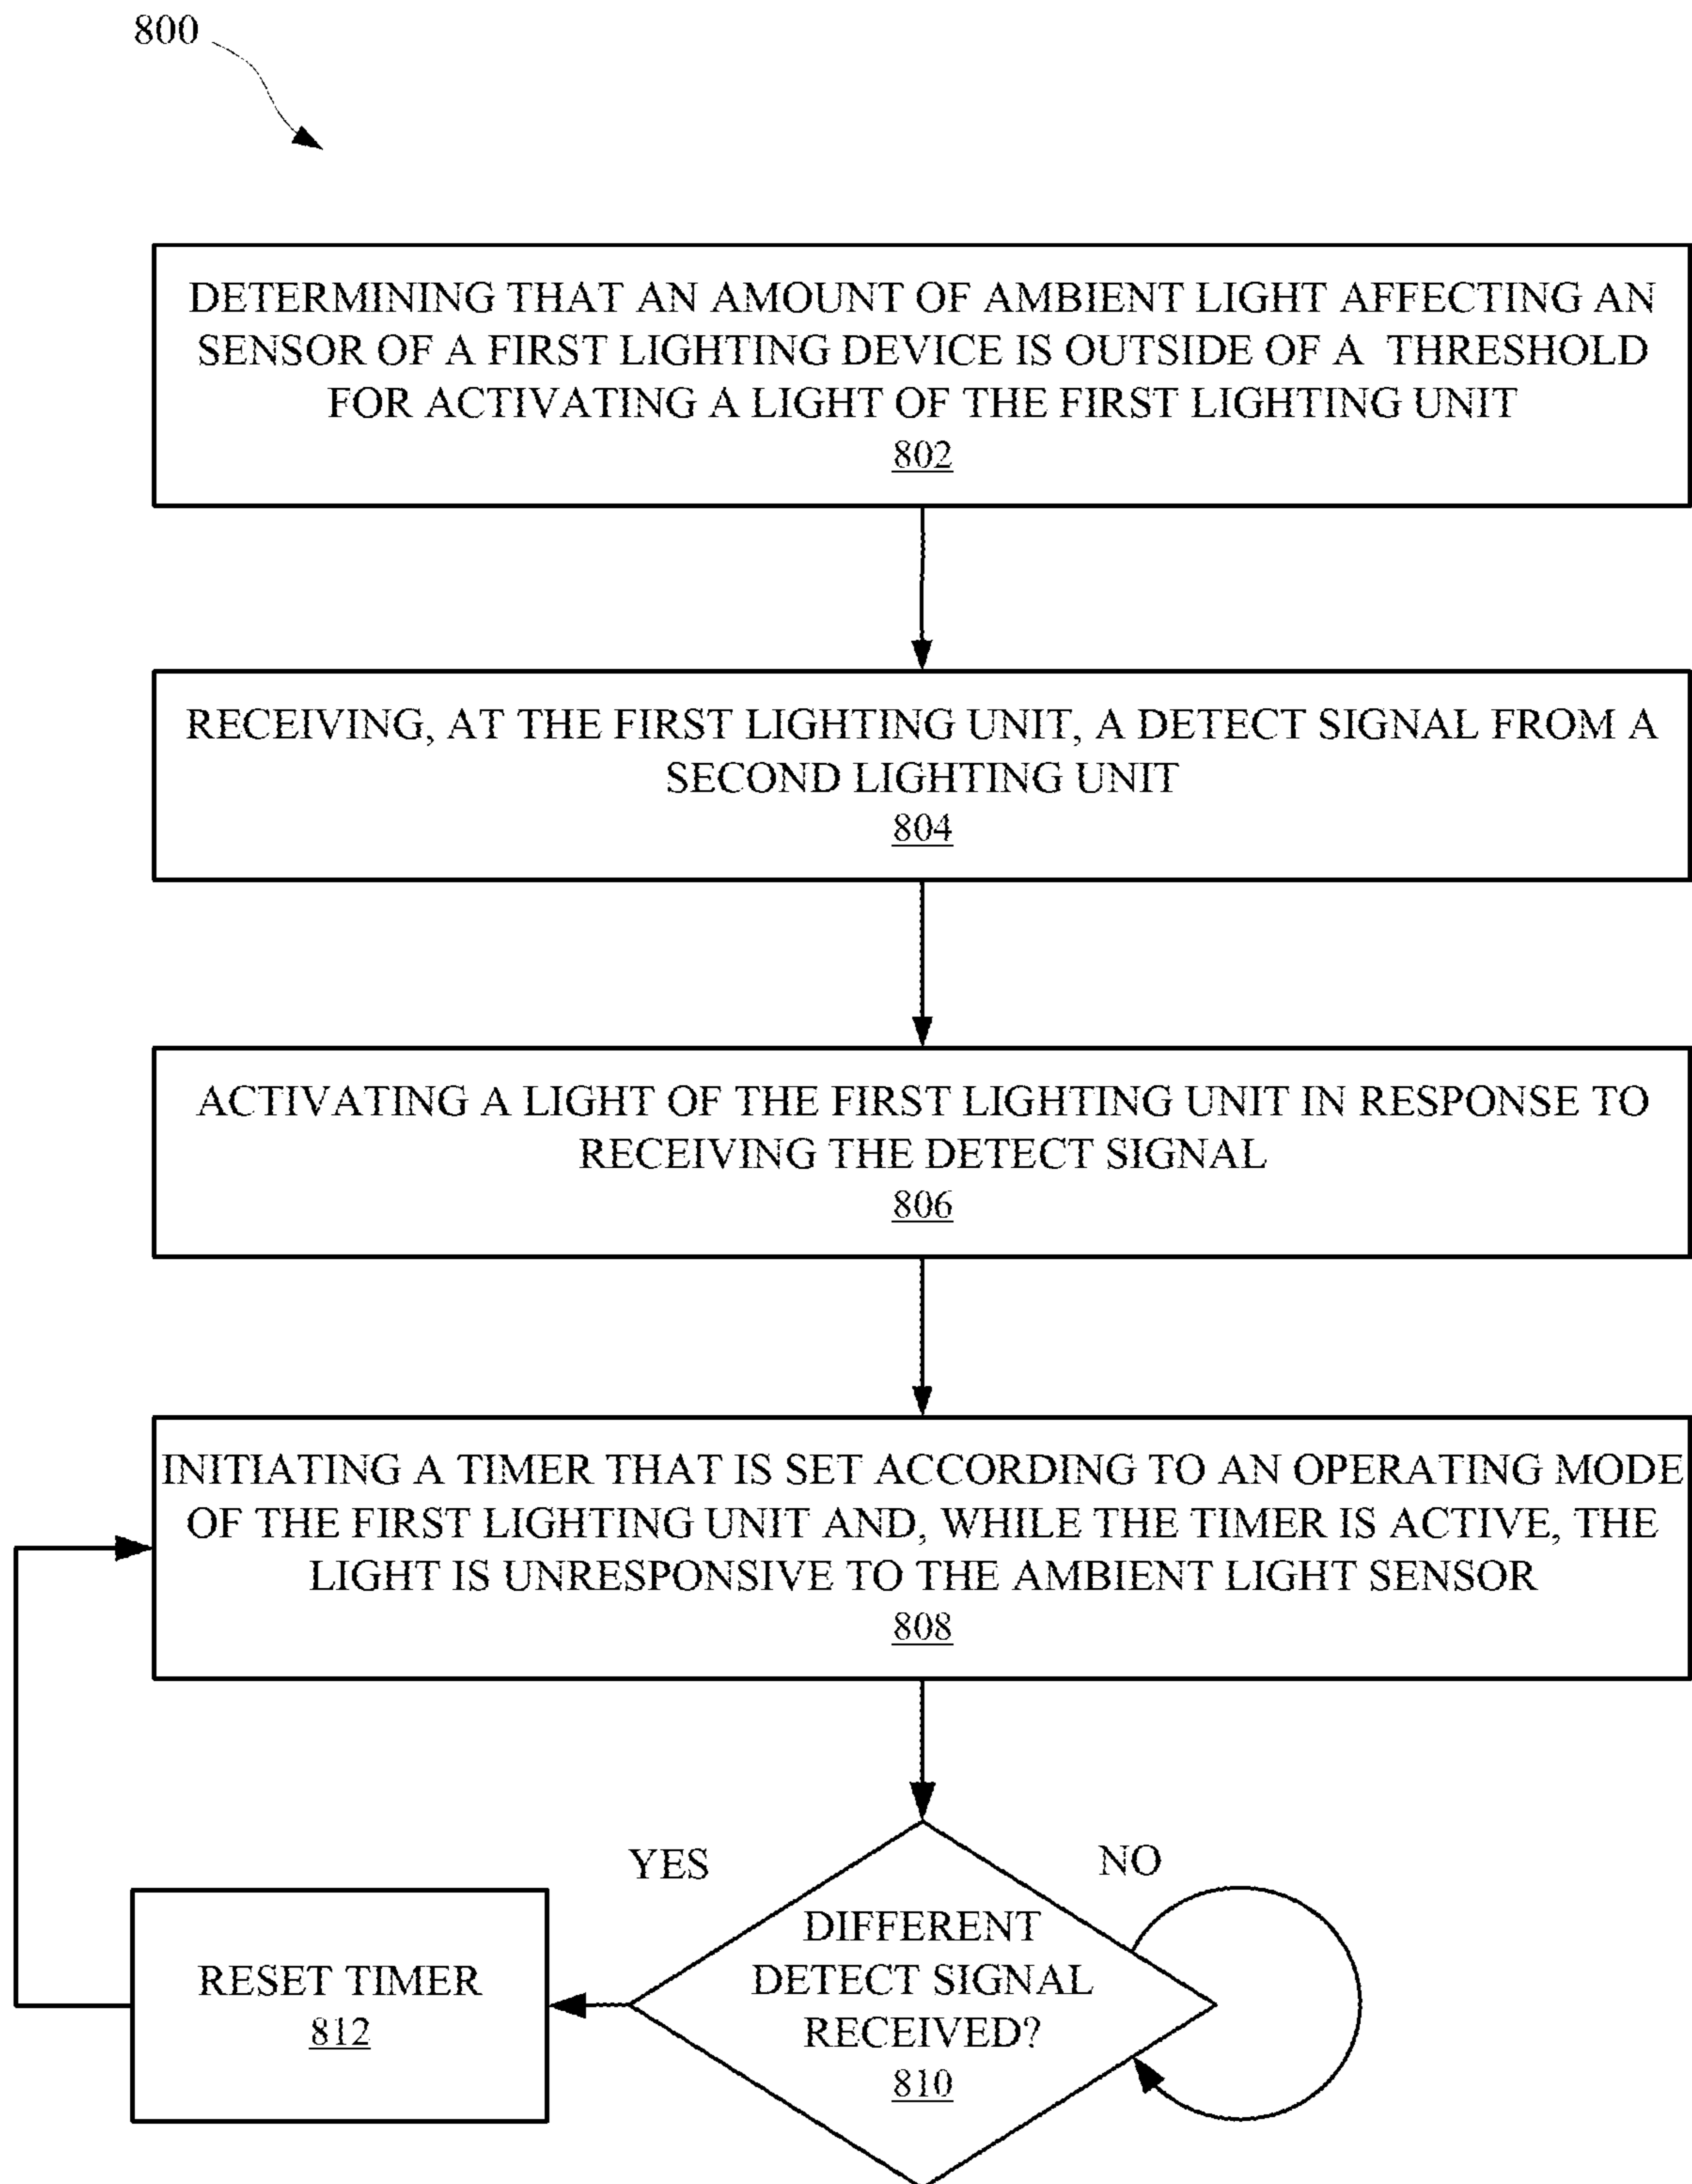 800
DETERMINING THAT AN AMOUNT OF AMBIENT LIGHT AFFECTING AN
SENSOR OF A FIRST LIGHTING DEVICE IS OUTSIDE OF A THRESHOLD
FOR ACTIVATING A LIGHT OF THE FIRST LIGHTING UNIT
802
RECEIVING, AT THE FIRST LIGHTING UNIT, A DETECT SIGNAL FROM A
SECOND LIGHTING UNIT
804
ACTIVATING A LIGHT OF THE FIRST LIGHTING UNIT IN RESPONSE TO
RECEIVING THE DETECT SIGNAL
806
INITIATING A TIMER THAT IS SET ACCORDING TO AN OPERATING MODE
OF THE FIRST LIGHTING UNIT AND, WHILE THE TIMER IS ACTIVE, THE
LIGHT IS UNRESPONSIVE TO THE AMBIENT LIGHT SENSOR
808
YES
NO
DIFFERENT
DETECT SIGNAL
RECEIVED?
810
RESET TIMER
812